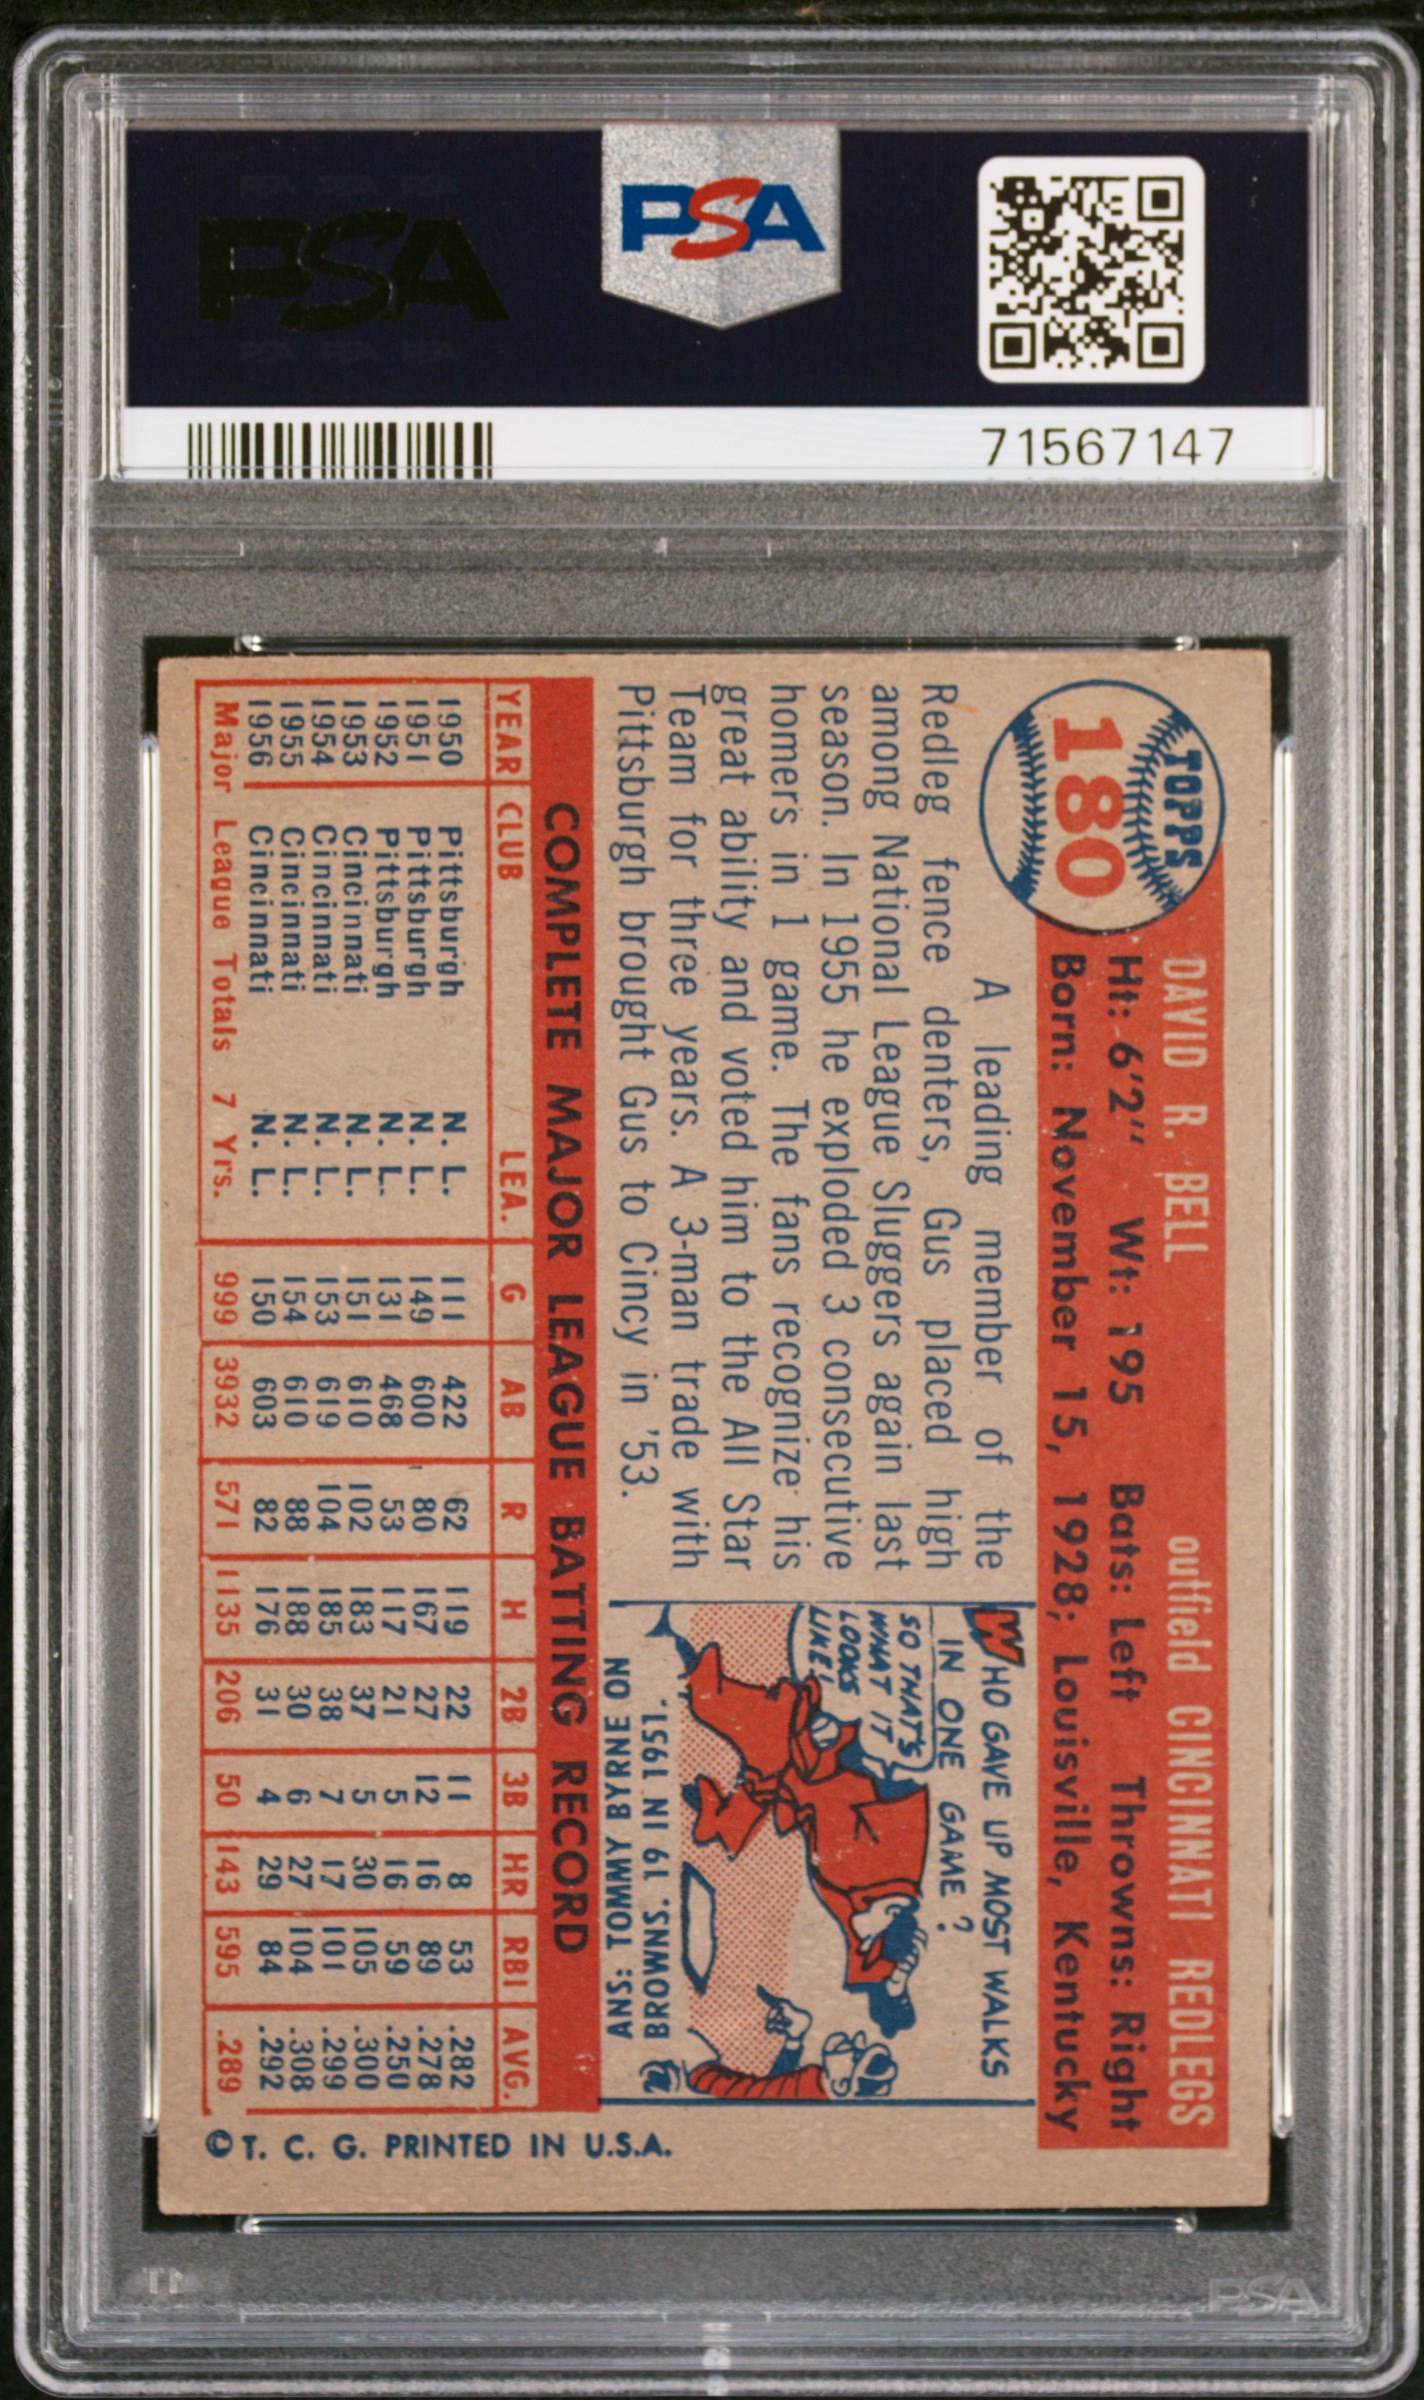 PSA
PSA
71567147
TOPPS
180
DAVID R. BELL outfield CINCINNATI REDLEGS
Ht: 6'2" Wt: 195 Bats: Left Throwns: Right
Born: November 15, 1928; Louisville, Kentucky
A leading member of the
Redleg fence denters, Gus placed high
among National League Sluggers again last
season. In 1955 he exploded 3 consecutive
homers in 1 game. The fans recognize his
great ability and voted him to the All Star
Team for three years. A 3-man trade with
Pittsburgh brought Gus to Cincy in '53.
WHO GAVE UP MOST WALKS
IN ONE GAME?
SO THAT'S
WHAT IT
LOOKS
LIKE!
ANS: TOMMY BYRNE ON
BROWNS. 19 IN 1951.
COMPLETE MAJOR LEAGUE BATTING RECORD
YEAR CLUB LEA. G AB R H 2B 3B HR RBI AVG.
1950 Pittsburgh N. L. 111 422 62 119 22 11 8 53 .282
1951 Pittsburgh N. L. 149 600 80 167 27 12 16 89 .278
1952 Pittsburgh N. L. 131 468 53 117 21 5 16 59 .250
1953 Cincinnati N. L. 151 610 102 183 37 5 30 105 .300
1954 Cincinnati N. L. 153 619 104 185 38 7 17 101 .299
1955 Cincinnati N. L. 154 610 88 188 30 6 27 104 .308
1956 Cincinnati N. L. 150 603 82 176 31 4 29 84 .292
Major League Totals 7 Yrs. 999 3932 571 1135 206 50 143 595 .289
© T. C. G. PRINTED IN U.S.A.
PSA